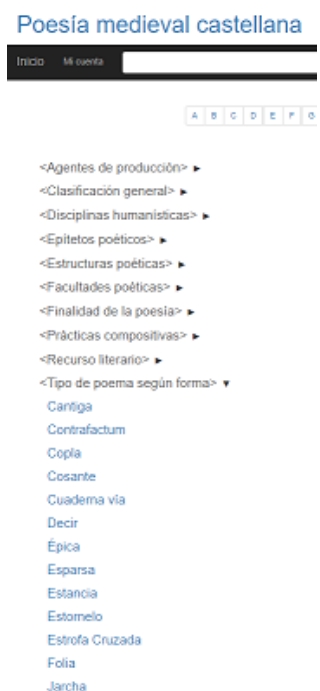 Poesía medieval castellana
Inicio Mi cuenta
A B C D E F G
<Agentes de producción> ►
<Clasificación general> ►
<Disciplinas humanísticas> ►
<Epítetos poéticos> ►
<Estructuras poéticas> ►
<Facultades poéticas> ►
<Finalidad de la poesía> ►
<Prácticas compositivas> ►
<Recurso literario> ►
<Tipo de poema según forma> ▼
Cantiga
Contrafactum
Copla
Cosante
Cuaderna vía
Decir
Épica
Esparsa
Estancia
Estornelo
Estrofa Cruzada
Folia
Jarcha